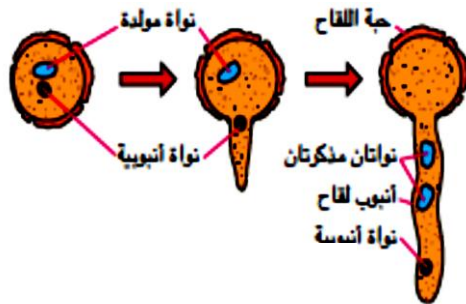 نواة مولدة
حبة اللقاح
نواة أنبوبية
نواتان مذكرتان
أنبوب لقاح
نواة أنبوبية